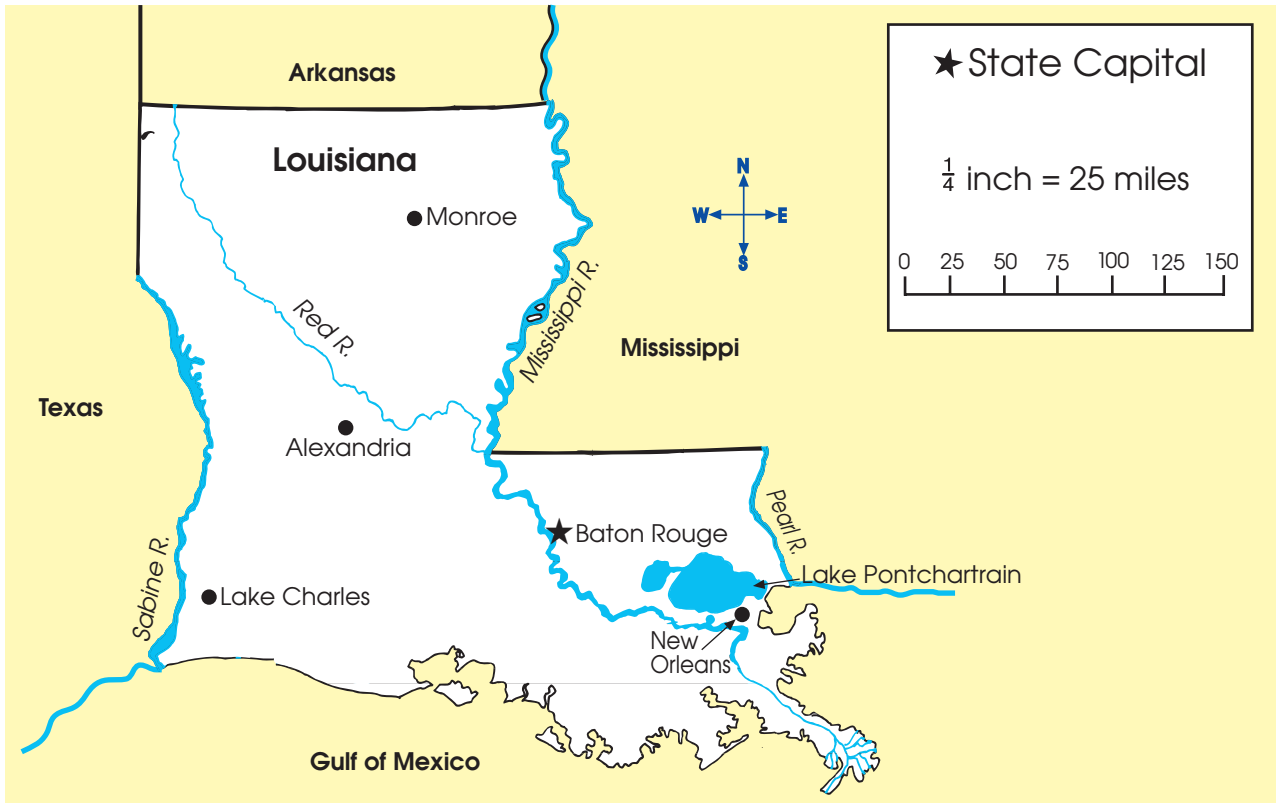 Arkansas
★ State Capital
Louisiana
N
1/4 inch = 25 miles
W E
Monroe
S
0 25 50 75 100 125 150
Red R.
Mississippi R.
Mississippi
Texas
Alexandria
Pearl R.
Baton Rouge
Sabine R.
Lake Pontchartrain
Lake Charles
New
Orleans
Gulf of Mexico